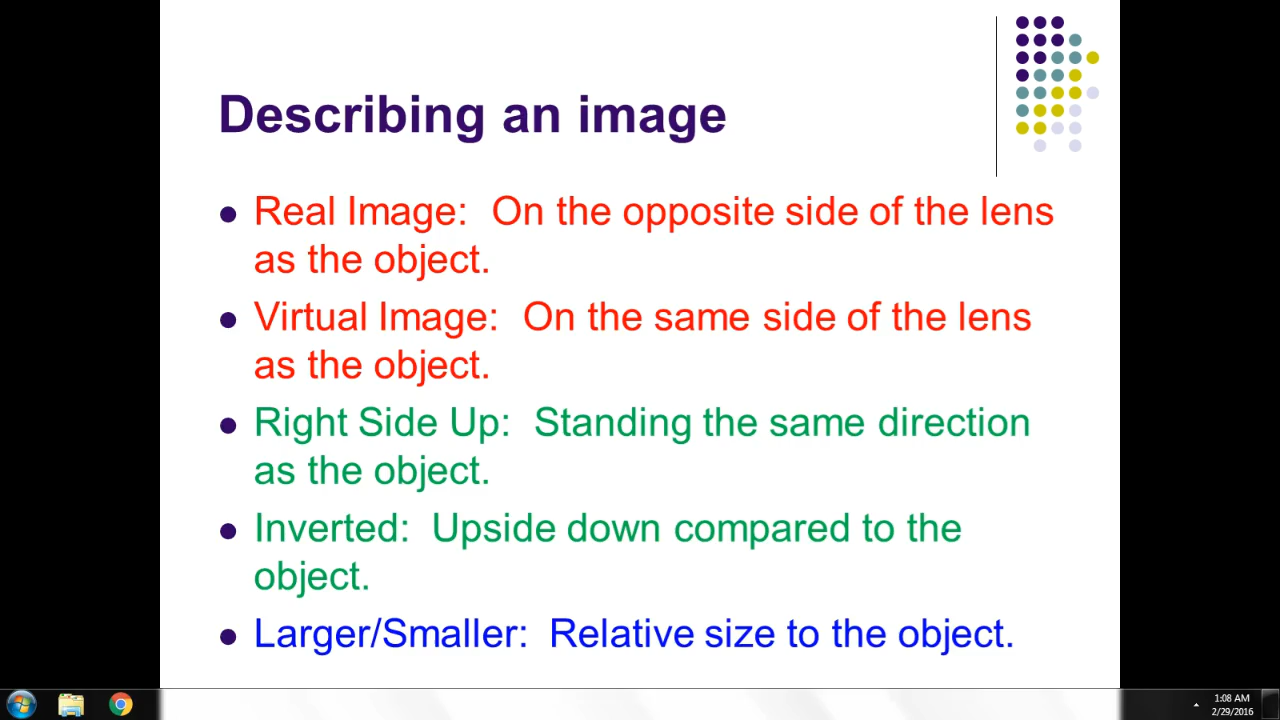 Describing an image
● Real Image: On the opposite side of the lens
as the object.
● Virtual Image: On the same side of the lens
as the object.
● Right Side Up: Standing the same direction
as the object.
● Inverted: Upside down compared to the
object.
● Larger/Smaller: Relative size to the object.
1:08 AM
2/29/2016